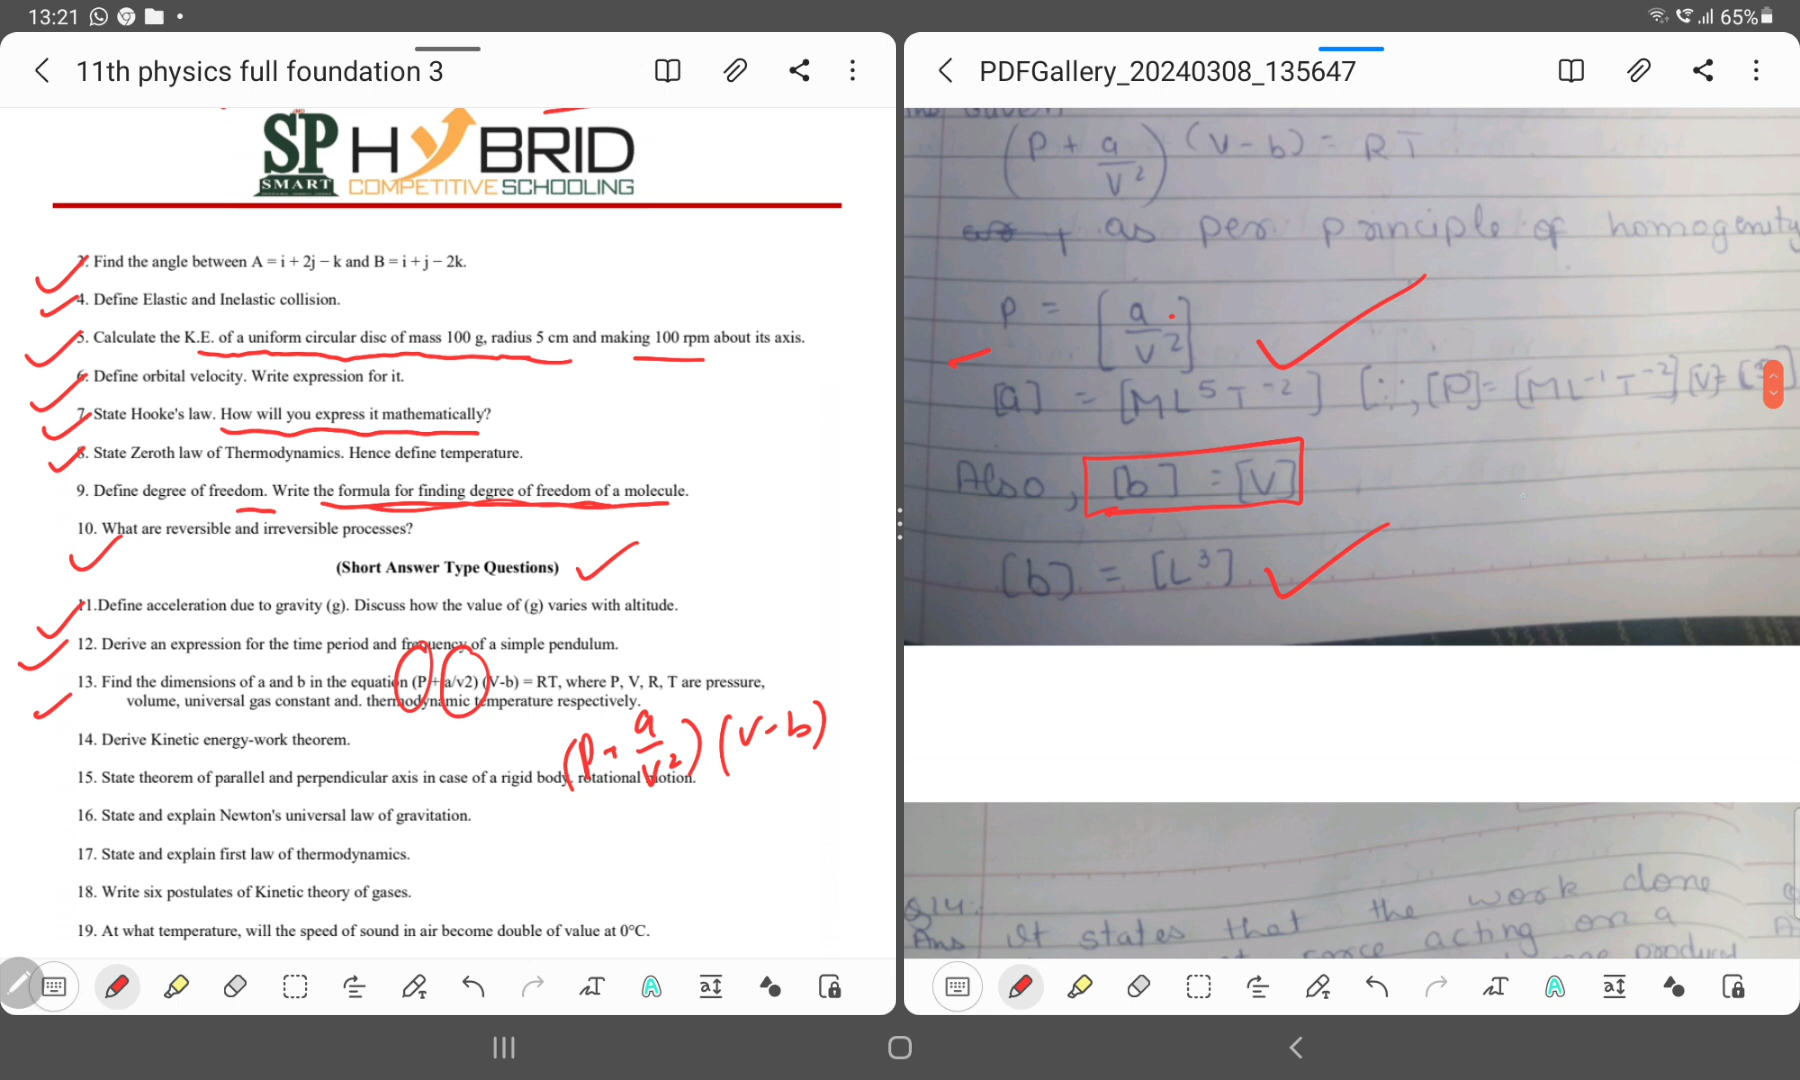 13:21
65%
11th physics full foundation 3
SP HYBRID
SMART COMPETITIVE SCHOOLING
3. Find the angle between A = i + 2j − k and B = i + j − 2k.
4. Define Elastic and Inelastic collision.
5. Calculate the K.E. of a uniform circular disc of mass 100 g, radius 5 cm and making 100 rpm about its axis.
6. Define orbital velocity. Write expression for it.
7. State Hooke's law. How will you express it mathematically?
8. State Zeroth law of Thermodynamics. Hence define temperature.
9. Define degree of freedom. Write the formula for finding degree of freedom of a molecule.
10. What are reversible and irreversible processes?
(Short Answer Type Questions)
11.Define acceleration due to gravity (g). Discuss how the value of (g) varies with altitude.
12. Derive an expression for the time period and frequency of a simple pendulum.
13. Find the dimensions of a and b in the equation (P + a/v2) (V-b) = RT, where P, V, R, T are pressure,
volume, universal gas constant and. thermodynamic temperature respectively.
(P + a/v²) (v-b)
14. Derive Kinetic energy-work theorem.
15. State theorem of parallel and perpendicular axis in case of a rigid body, rotational motion.
16. State and explain Newton's universal law of gravitation.
17. State and explain first law of thermodynamics.
18. Write six postulates of Kinetic theory of gases.
19. At what temperature, will the speed of sound in air become double of value at 0°C.
PDFGallery_20240308_135647
Given
(P + a/V²) (V - b) = RT
as per principle of homogenity
P = [a/V²]
[a] = [ML⁵T⁻²] [∵, [P] = [ML⁻¹T⁻²] [V] =
Also, [b] = [V]
[b] = [L³]
Q14.
Ans It states that the work done
force acting on a
produced